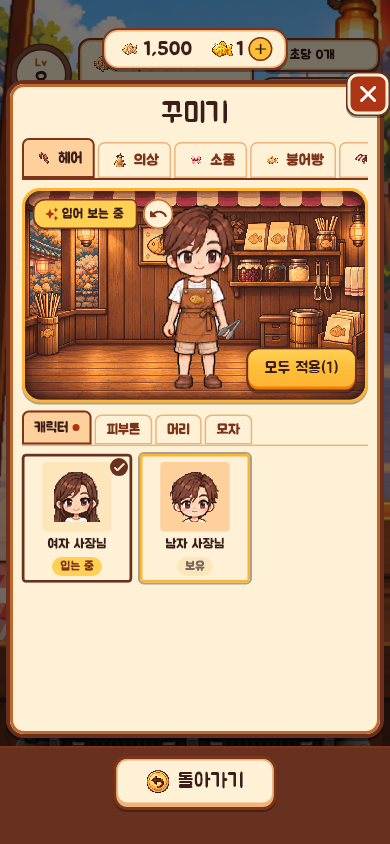 1,500
1
Lv
0
초당 0개
꾸미기
헤어
의상
소품
붕어빵
입어 보는 중
모두 적용(1)
캐릭터
피부톤
머리
모자
여자 사장님
남자 사장님
입는 중
보유
돌아가기